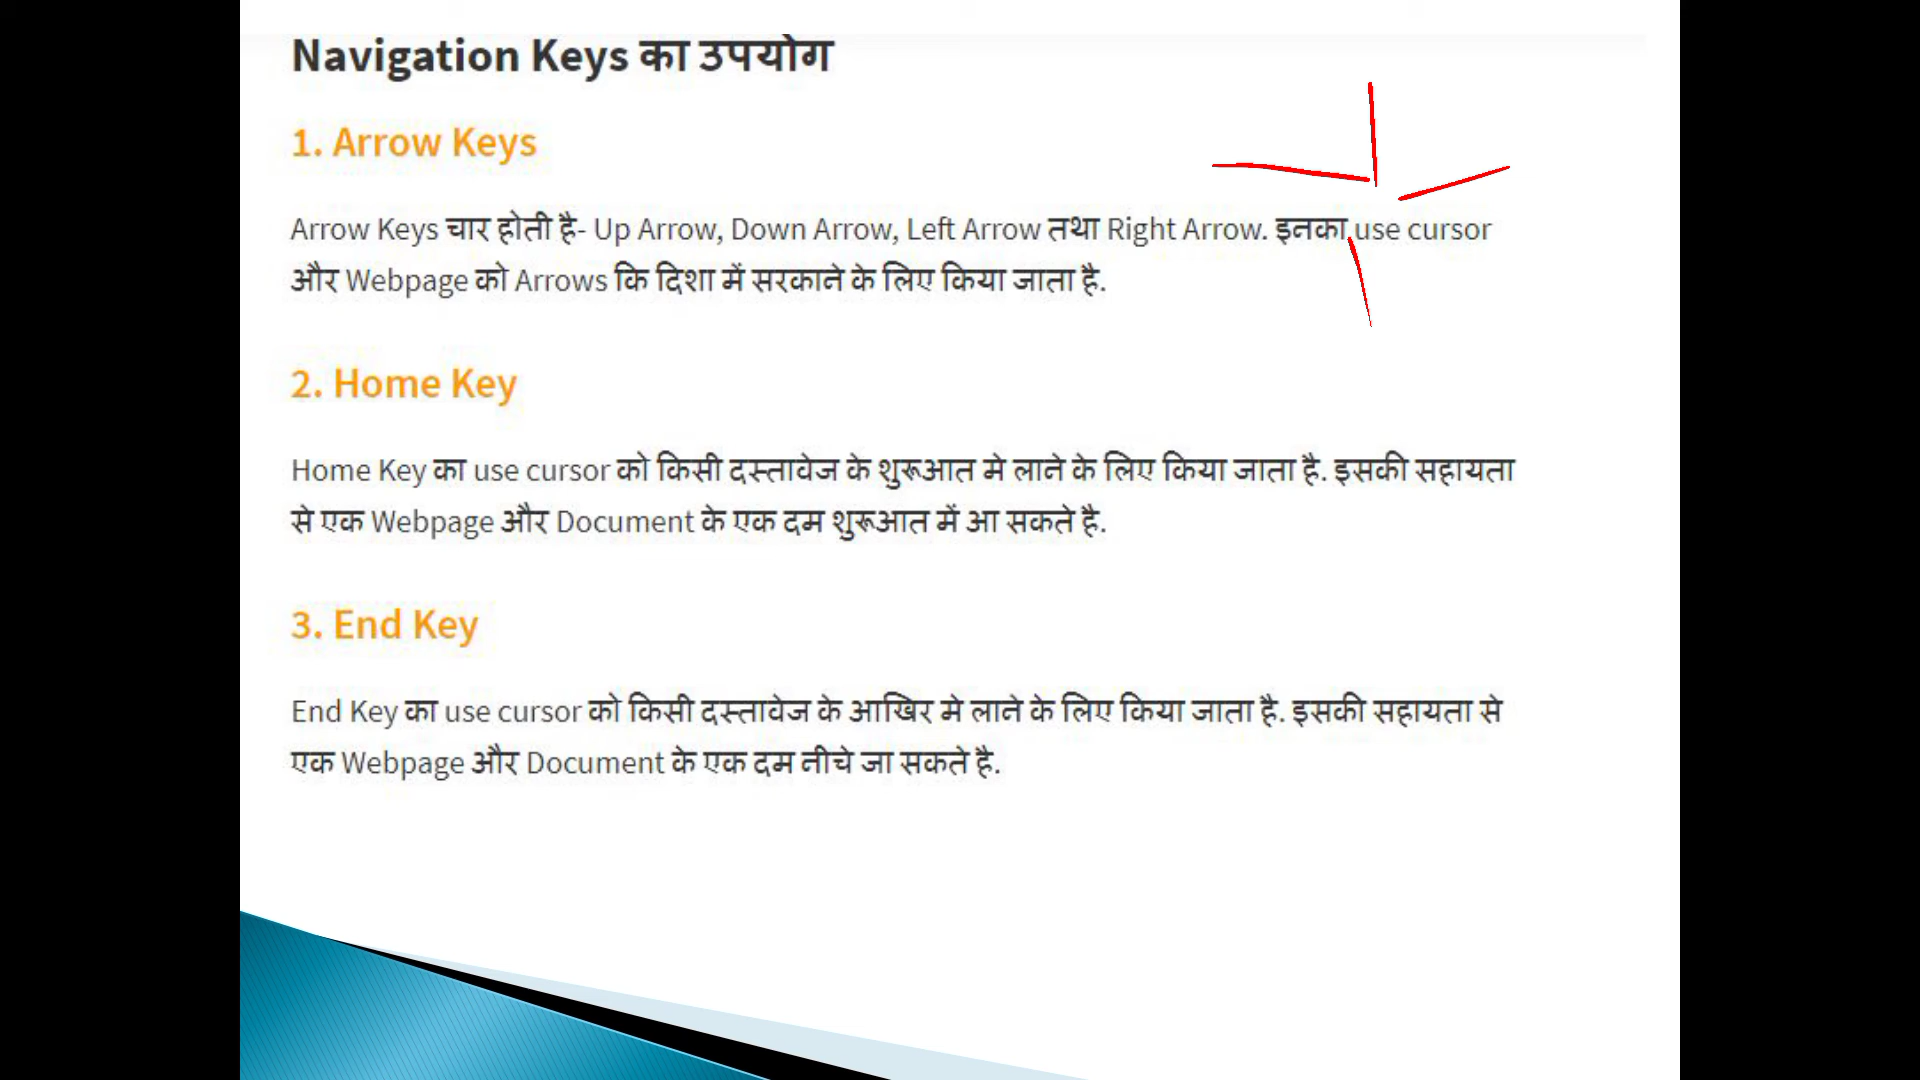 Navigation Keys का उपयोग
1. Arrow Keys
Arrow Keys चार होती है- Up Arrow, Down Arrow, Left Arrow तथा Right Arrow. इनका use cursor
और Webpage को Arrows कि दिशा में सरकाने के लिए किया जाता है.
2. Home Key
Home Key का use cursor को किसी दस्तावेज के शुरूआत मे लाने के लिए किया जाता है. इसकी सहायता
से एक Webpage और Document के एक दम शुरूआत में आ सकते है.
3. End Key
End Key का use cursor को किसी दस्तावेज के आखिर मे लाने के लिए किया जाता है. इसकी सहायता से
एक Webpage और Document के एक दम नीचे जा सकते है.